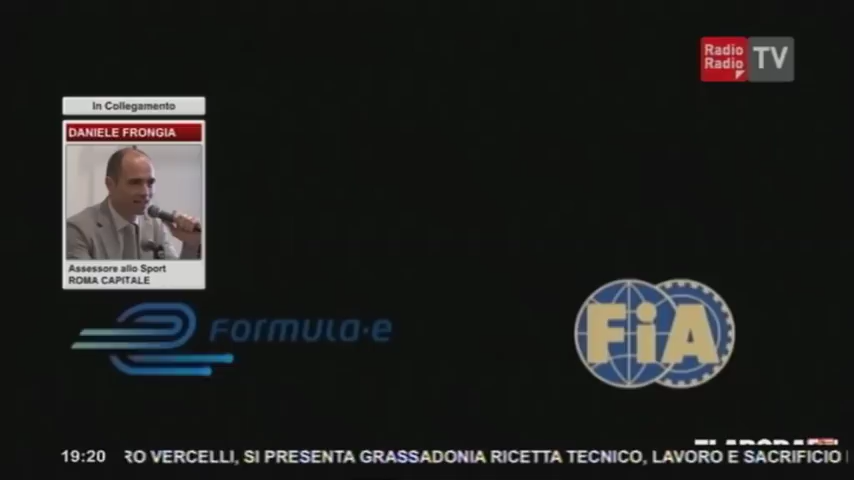 Radio
Radio
TV
In Collegamento
DANIELE FRONGIA
Assessore allo Sport
ROMA CAPITALE
FORMULA·E
FiA
19:20 RO VERCELLI, SI PRESENTA GRASSADONIA RICETTA TECNICO, LAVORO E SACRIFICIO